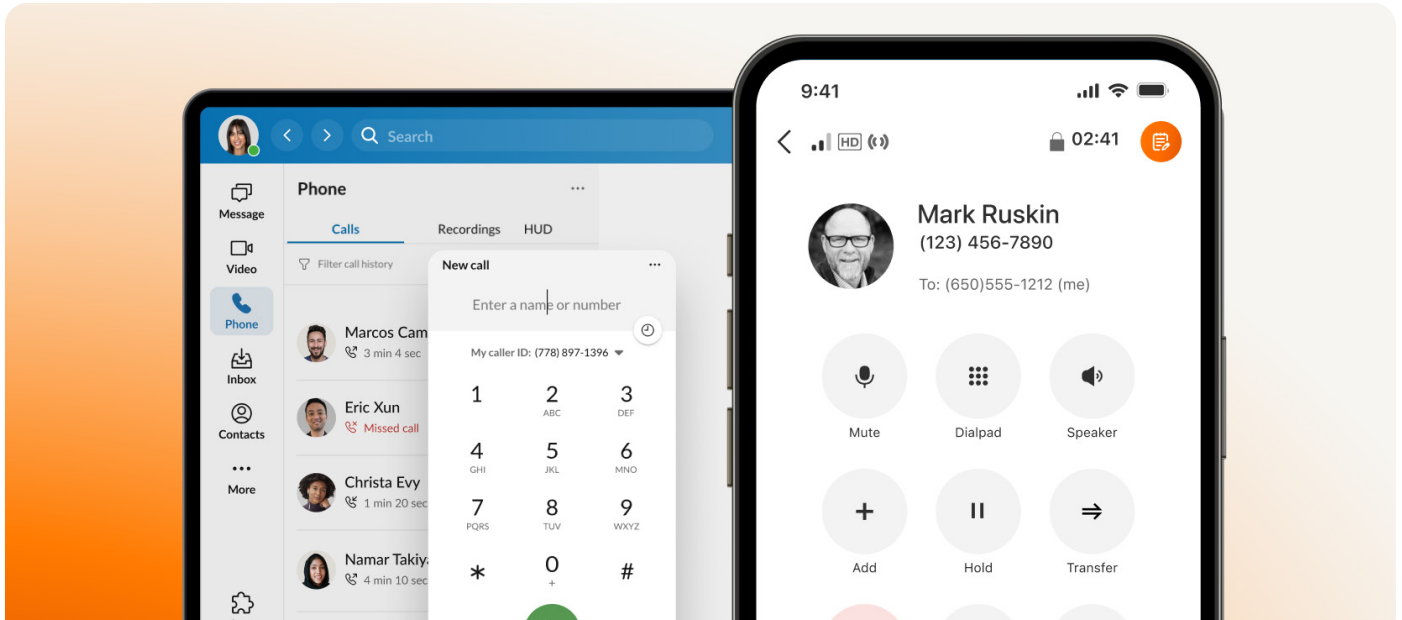 Search
Message
Video
Phone
Inbox
Contacts
More
Phone
Calls Recordings HUD
Filter call history
Marcos Cam
3 min 4 sec
Eric Xun
Missed call
Christa Evy
1 min 20 sec
Namar Takiy
4 min 10 sec
New call
Enter a name or number
My caller ID: (778) 897-1396
1 2 3
ABC DEF
4 5 6
GHI JKL MNO
7 8 9
PQRS TUV WXYZ
* 0 #
+
9:41
HD 02:41
Mark Ruskin
(123) 456-7890
To: (650)555-1212 (me)
Mute Dialpad Speaker
Add Hold Transfer